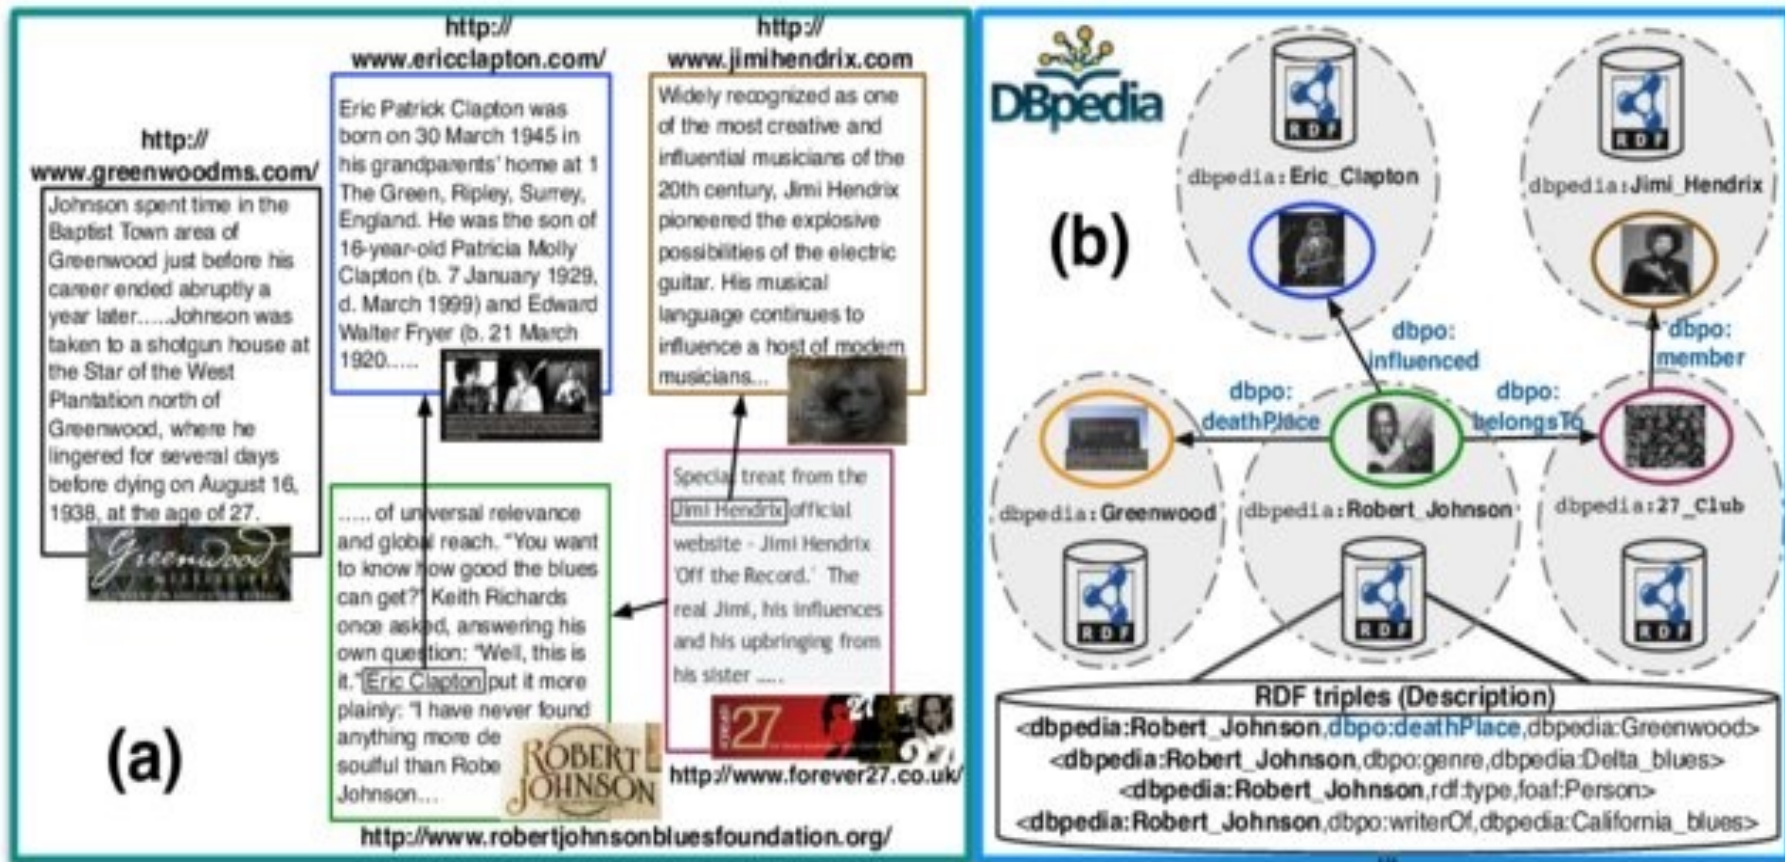 http://
www.greenwoodms.com/
Johnson spent time in the
Baptist Town area of
Greenwood just before his
career ended abruptly a
year later.....Johnson was
taken to a shotgun house at
the Star of the West
Plantation north of
Greenwood, where he
lingered for several days
before dying on August 16,
1938, at the age of 27.
Greenwood
http://
www.ericclapton.com/
Eric Patrick Clapton was
born on 30 March 1945 in
his grandparents' home at 1
The Green, Ripley, Surrey,
England. He was the son of
16-year-old Patricia Molly
Clapton (b. 7 January 1929,
d. March 1999) and Edward
Walter Fryer (b. 21 March
1920.....
http://
www.jimihendrix.com
Widely recognized as one
of the most creative and
influential musicians of the
20th century, Jimi Hendrix
pioneered the explosive
possibilities of the electric
guitar. His musical
language continues to
influence a host of modern
musicians...
..... of universal relevance
and global reach. "You want
to know how good the blues
can get?" Keith Richards
once asked, answering his
own question: "Well, this is
it." Eric Clapton put it more
plainly: "I have never found
anything more de
soulful than Robe
Johnson...
ROBERT
JOHNSON
http://www.robertjohnsonbluesfoundation.org/
Special treat from the
Jimi Hendrix official
website - Jimi Hendrix
'Off the Record.' The
real Jimi, his influences
and his upbringing from
his sister .....
27
27
http://www.forever27.co.uk/
(a)
DBpedia
(b)
RDF
dbpedia:Eric_Clapton
RDF
dbpedia:Jimi_Hendrix
dbpo:
influenced
dbpo:
member
dbpo:
deathPlace
dbpo:
belongsTo
dbpedia:Greenwood
dbpedia:Robert_Johnson
dbpedia:27_Club
RDF
RDF
RDF
RDF triples (Description)
<dbpedia:Robert_Johnson,dbpo:deathPlace,dbpedia:Greenwood>
<dbpedia:Robert_Johnson,dbpo:genre,dbpedia:Delta_blues>
<dbpedia:Robert_Johnson,rdf:type,foaf:Person>
<dbpedia:Robert_Johnson,dbpo:writerOf,dbpedia:California_blues>
...